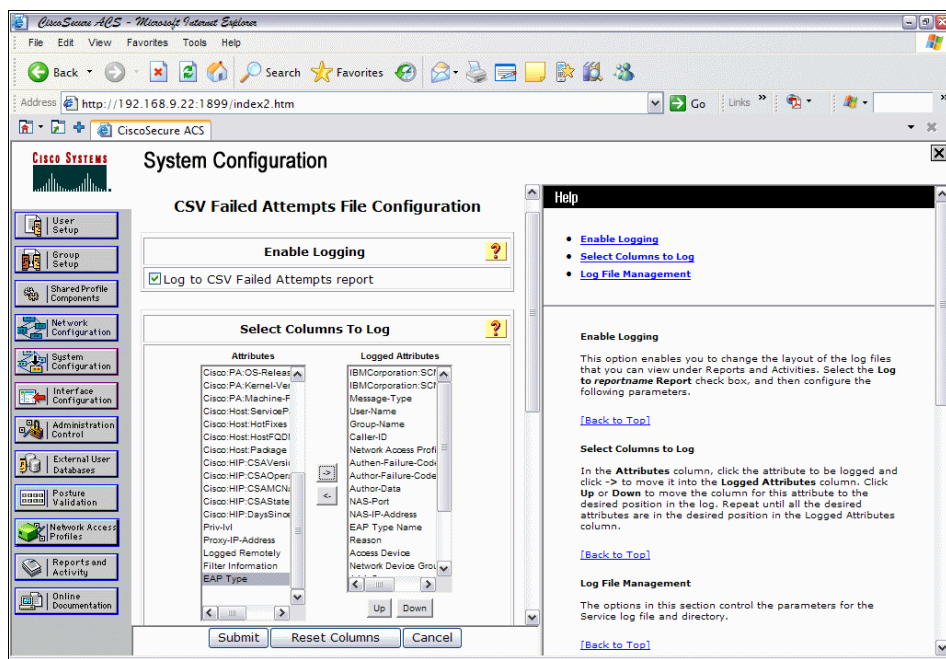 CiscoSecure ACS - Microsoft Internet Explorer
File Edit View Favorites Tools Help
Back Search Favorites
Address http://192.168.9.22:1899/index2.htm Go Links »
CiscoSecure ACS
CISCO SYSTEMS
System Configuration
User Setup
Group Setup
Shared Profile Components
Network Configuration
System Configuration
Interface Configuration
Administration Control
External User Databases
Posture Validation
Network Access Profiles
Reports and Activity
Online Documentation
CSV Failed Attempts File Configuration
Enable Logging ?
Log to CSV Failed Attempts report
Select Columns To Log ?
Attributes
Cisco:PA:OS-Releas
Cisco:PA:Kernel-Ver
Cisco:PA:Machine-P
Cisco:Host:ServiceP
Cisco:Host:HotFixes
Cisco:Host:HostFQD
Cisco:Host:Package
Cisco:HIP:CSAVersi
Cisco:HIP:CSAOper
Cisco:HIP:CSAMCN
Cisco:HIP:CSAState
Cisco:HIP:DaysSince
Priv-lvl
Proxy-IP-Address
Logged Remotely
Filter Information
EAP Type
->
<-
Logged Attributes
IBMCorporation:SC
IBMCorporation:SC
Message-Type
User-Name
Group-Name
Caller-ID
Network Access Profi
Authen-Failure-Code
Author-Failure-Code
Author-Data
NAS-Port
NAS-IP-Address
EAP Type Name
Reason
Access Device
Network Device Grou
Up Down
Submit Reset Columns Cancel
Help
Enable Logging
Select Columns to Log
Log File Management
Enable Logging
This option enables you to change the layout of the log files
that you can view under Reports and Activities. Select the Log
to reportname Report check box, and then configure the
following parameters.
[Back to Top]
Select Columns to Log
In the Attributes column, click the attribute to be logged and
click -> to move it into the Logged Attributes column. Click
Up or Down to move the column for this attribute to the
desired position in the log. Repeat until all the desired
attributes are in the desired position in the Logged Attributes
column.
[Back to Top]
Log File Management
The options in this section control the parameters for the
Service log file and directory.
[Back to Top]